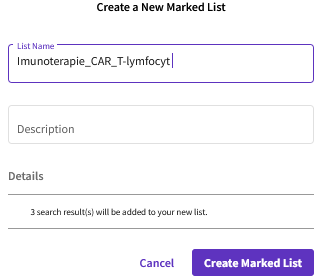 Create a New Marked List
List Name
Imunoterapie_CAR_T-lymfocyt
Description
Details
3 search result(s) will be added to your new list.
Cancel
Create Marked List